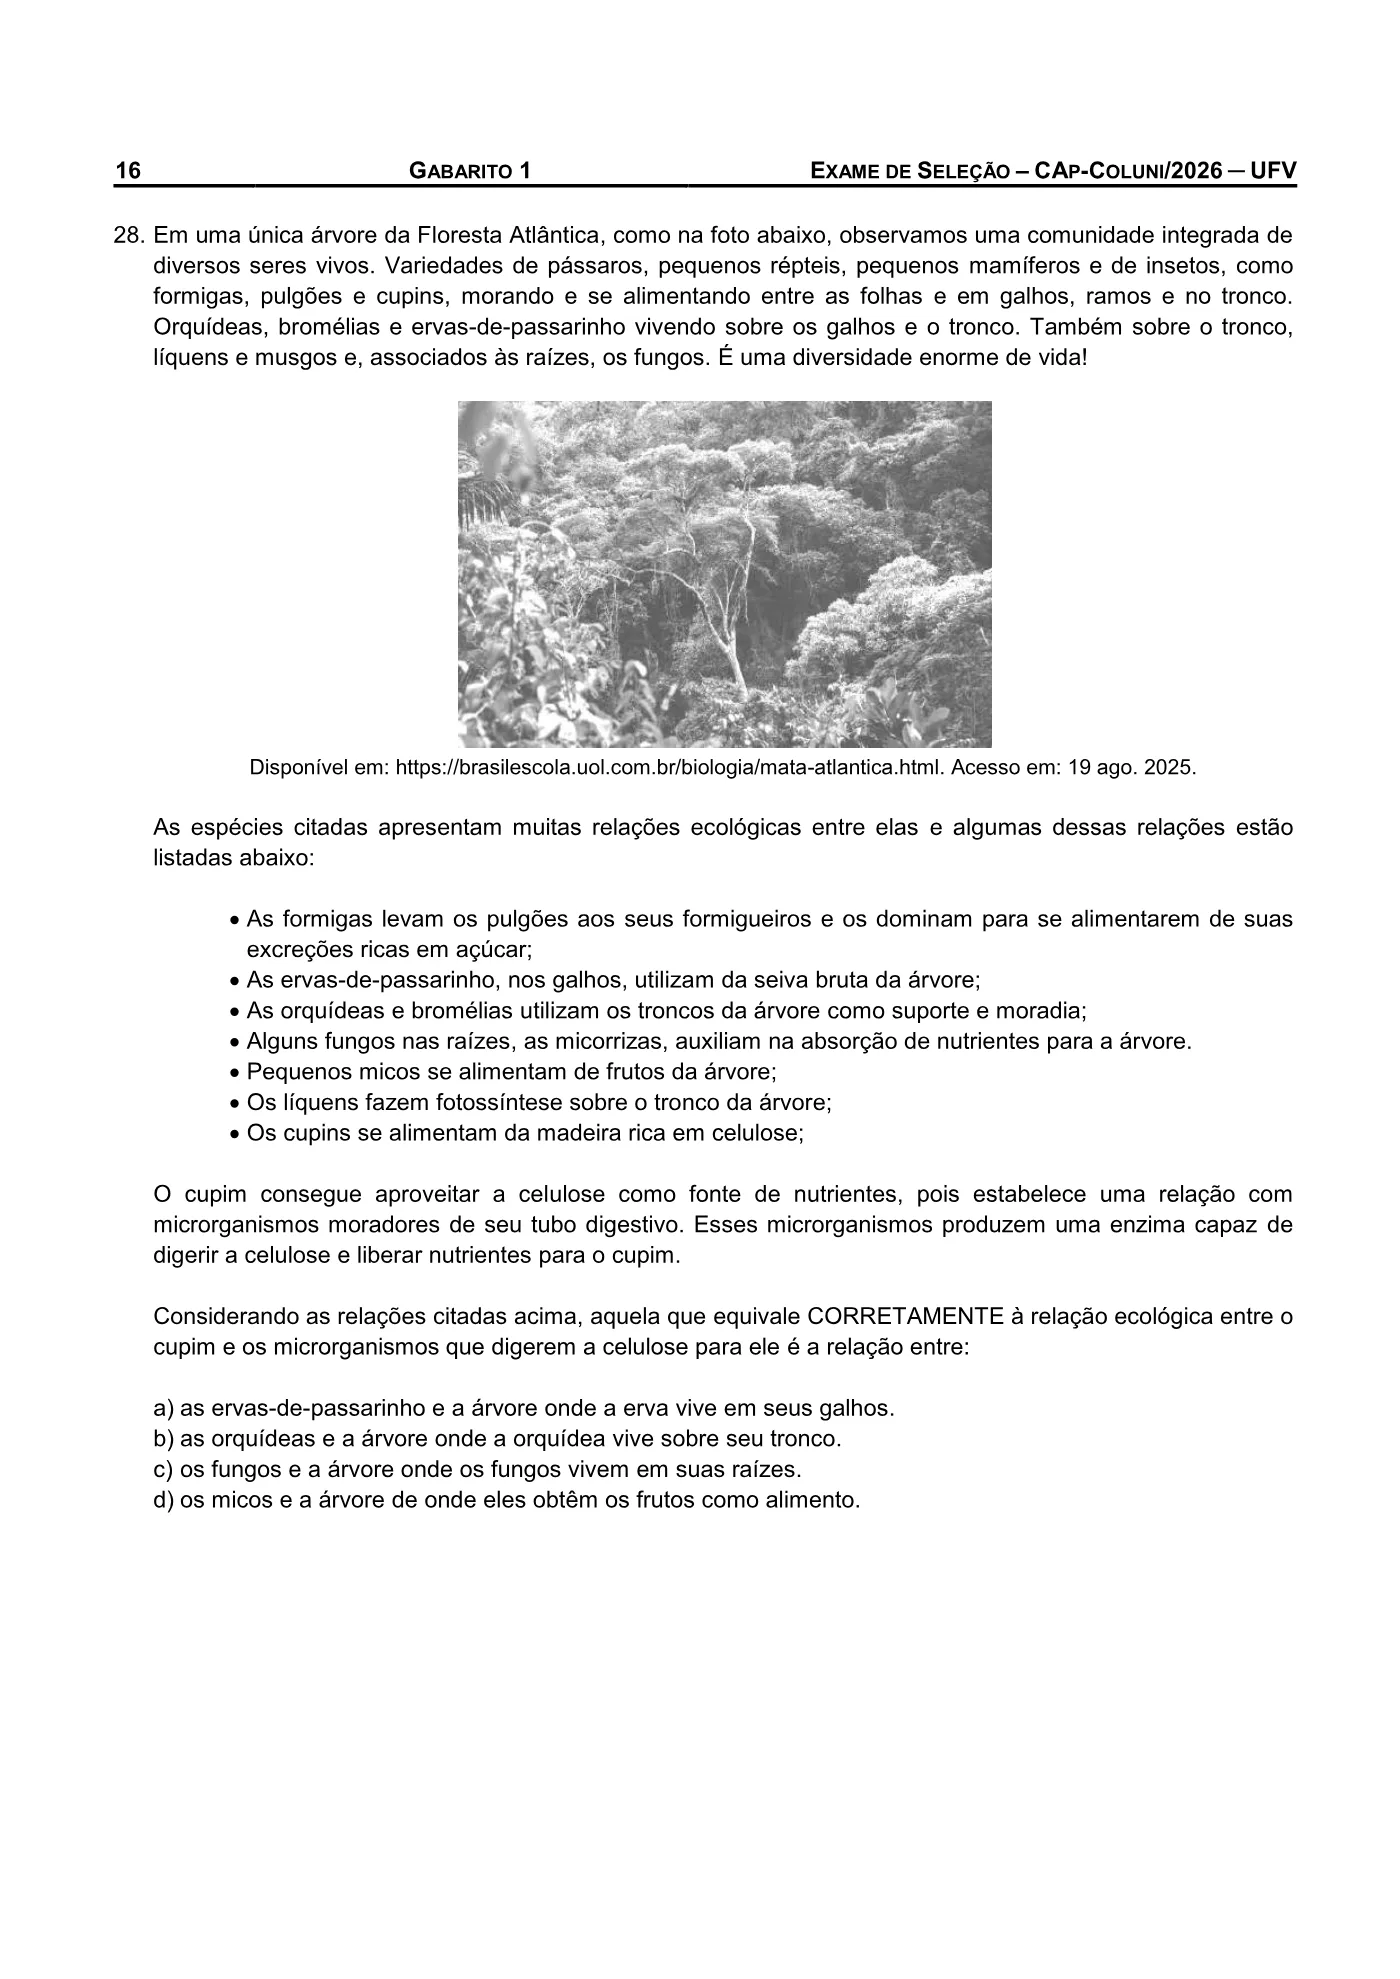 16 GABARITO 1 EXAME DE SELEÇÃO – CAP-COLUNI/2026 — UFV
28. Em uma única árvore da Floresta Atlântica, como na foto abaixo, observamos uma comunidade integrada de
diversos seres vivos. Variedades de pássaros, pequenos répteis, pequenos mamíferos e de insetos, como
formigas, pulgões e cupins, morando e se alimentando entre as folhas e em galhos, ramos e no tronco.
Orquídeas, bromélias e ervas-de-passarinho vivendo sobre os galhos e o tronco. Também sobre o tronco,
líquens e musgos e, associados às raízes, os fungos. É uma diversidade enorme de vida!
Disponível em: https://brasilescola.uol.com.br/biologia/mata-atlantica.html. Acesso em: 19 ago. 2025.
As espécies citadas apresentam muitas relações ecológicas entre elas e algumas dessas relações estão
listadas abaixo:
• As formigas levam os pulgões aos seus formigueiros e os dominam para se alimentarem de suas
excreções ricas em açúcar;
• As ervas-de-passarinho, nos galhos, utilizam da seiva bruta da árvore;
• As orquídeas e bromélias utilizam os troncos da árvore como suporte e moradia;
• Alguns fungos nas raízes, as micorrizas, auxiliam na absorção de nutrientes para a árvore.
• Pequenos micos se alimentam de frutos da árvore;
• Os líquens fazem fotossíntese sobre o tronco da árvore;
• Os cupins se alimentam da madeira rica em celulose;
O cupim consegue aproveitar a celulose como fonte de nutrientes, pois estabelece uma relação com
microrganismos moradores de seu tubo digestivo. Esses microrganismos produzem uma enzima capaz de
digerir a celulose e liberar nutrientes para o cupim.
Considerando as relações citadas acima, aquela que equivale CORRETAMENTE à relação ecológica entre o
cupim e os microrganismos que digerem a celulose para ele é a relação entre:
a) as ervas-de-passarinho e a árvore onde a erva vive em seus galhos.
b) as orquídeas e a árvore onde a orquídea vive sobre seu tronco.
c) os fungos e a árvore onde os fungos vivem em suas raízes.
d) os micos e a árvore de onde eles obtêm os frutos como alimento.